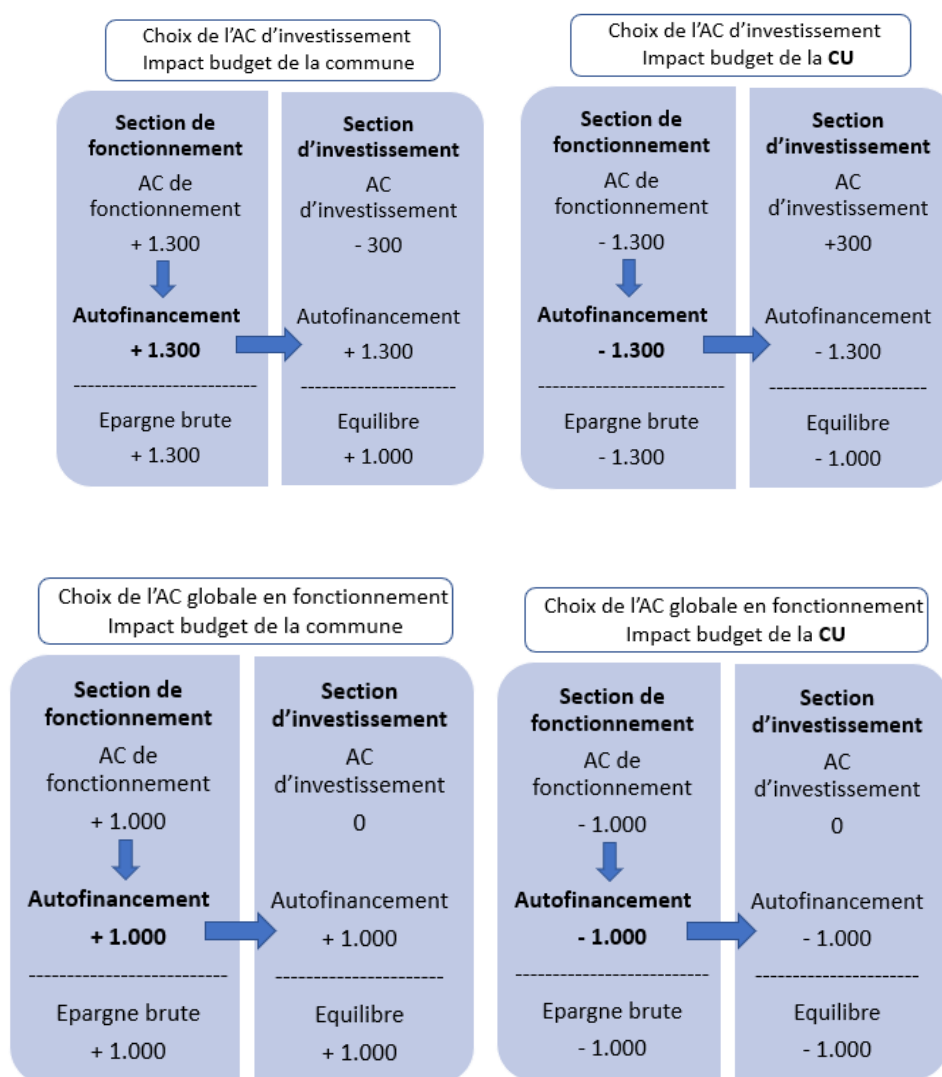 Choix de l'AC d'investissement
Impact budget de la commune
Section de
fonctionnement
AC de
fonctionnement
+ 1.300
Autofinancement
+ 1.300
----------------------------
Epargne brute
+ 1.300
Section
d'investissement
AC
d'investissement
- 300
Autofinancement
+ 1.300
-----------------------
Equilibre
+ 1.000
Choix de l'AC d'investissement
Impact budget de la CU
Section de
fonctionnement
AC de
fonctionnement
- 1.300
Autofinancement
- 1.300
----------------------------
Epargne brute
- 1.300
Section
d'investissement
AC
d'investissement
+300
Autofinancement
- 1.300
-----------------------
Equilibre
- 1.000
Choix de l'AC globale en fonctionnement
Impact budget de la commune
Section de
fonctionnement
AC de
fonctionnement
+ 1.000
Autofinancement
+ 1.000
------------------------------
Epargne brute
+ 1.000
Section
d'investissement
AC
d'investissement
0
Autofinancement
+ 1.000
-------------------------
Equilibre
+ 1.000
Choix de l'AC globale en fonctionnement
Impact budget de la CU
Section de
fonctionnement
AC de
fonctionnement
- 1.000
Autofinancement
- 1.000
----------------------------
Epargne brute
- 1.000
Section
d'investissement
AC
d'investissement
0
Autofinancement
- 1.000
------------------------
Equilibre
- 1.000